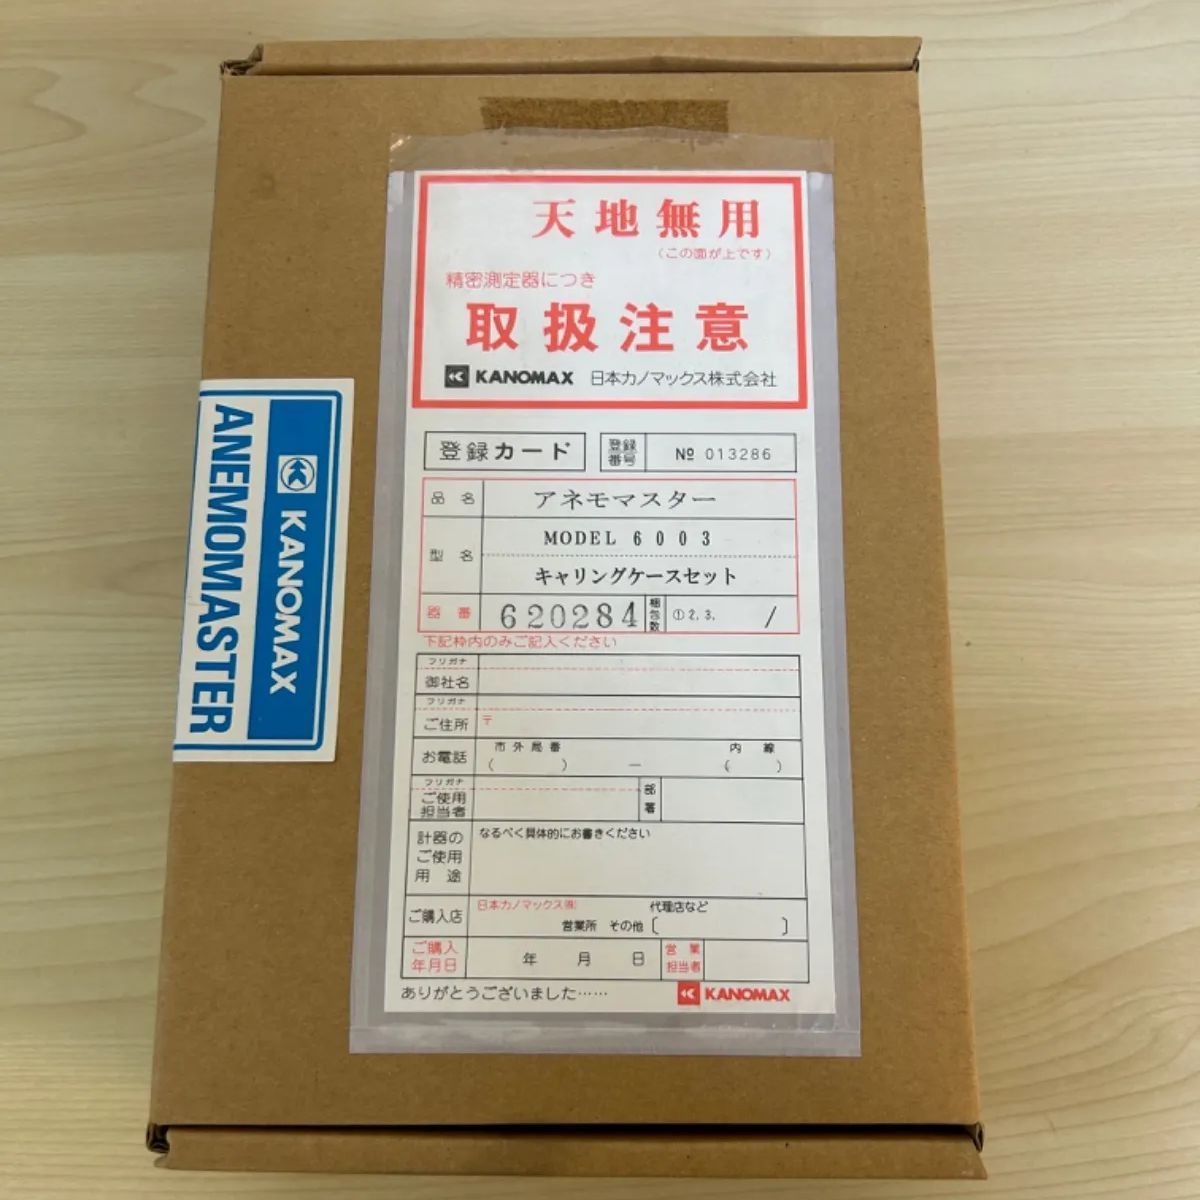 天地無用
（この面が上です）
精密測定器につき
取扱注意
KANOMAX 日本カノマックス株式会社
登録カード 登録番号 № 013286
品名 アネモマスター
型名 MODEL 6003
キャリングケースセット
器番 620284 梱包数 ①2.3. /
下記枠内のみご記入ください
フリガナ
御社名
フリガナ
ご住所 〒
お電話 市外局番 ( ) — 内線 ( )
フリガナ
ご使用担当者 部署
計器のご使用用途 なるべく具体的にお書きください
ご購入店 日本カノマックス㈱ 営業所 代理店など その他〔 〕
ご購入年月日 年 月 日 営業担当者
ありがとうございました……
KANOMAX
KANOMAX
ANEMOMASTER